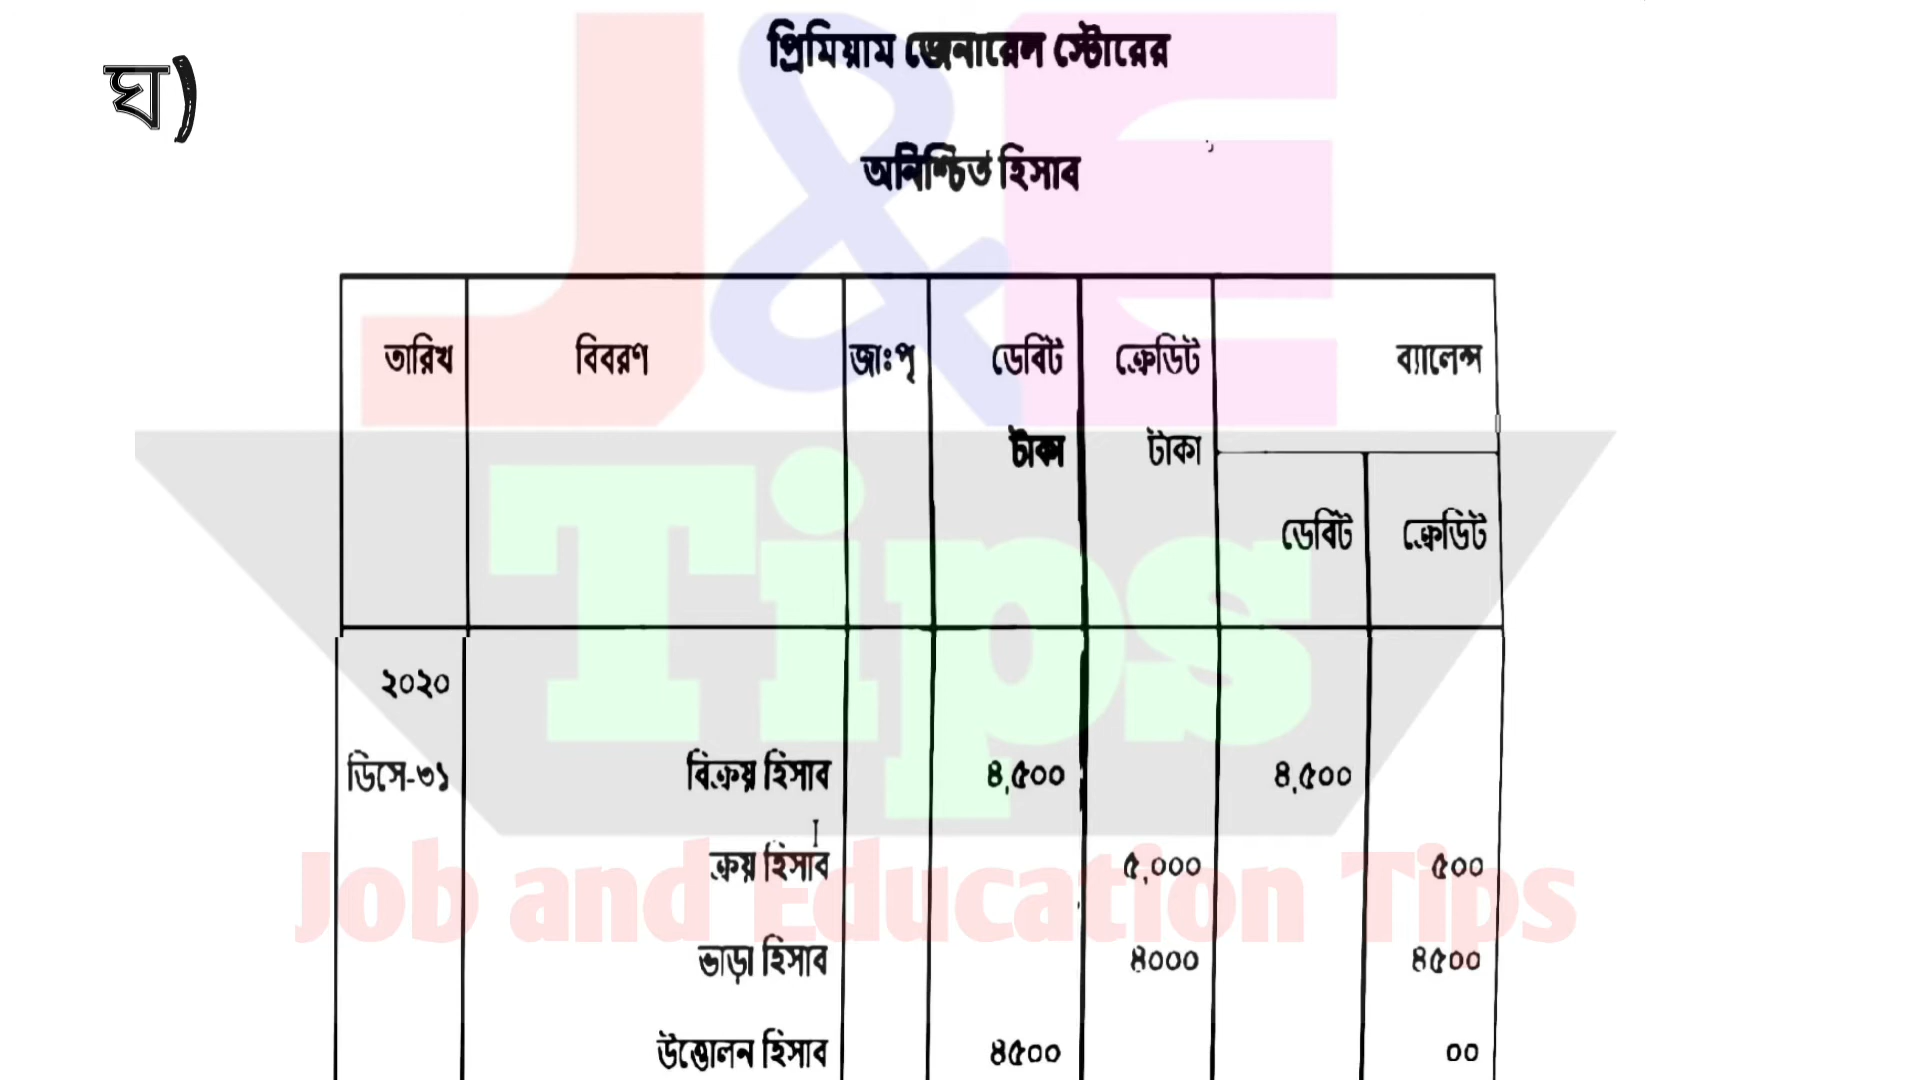 ঘ)
প্রিমিয়াম জেনারেল স্টোরের
অনিশ্চিত হিসাব
তারিখ বিবরণ জাঃপৃ ডেবিট ক্রেডিট ব্যালেন্স
টাকা টাকা
ডেবিট ক্রেডিট
২০২০
ডিসে-৩১ বিক্রয় হিসাব ৪,৫০০ ৪,৫০০
ক্রয় হিসাব ৫,০০০ ৫০০
ভাড়া হিসাব ৪০০০ ৪৫০০
উত্তোলন হিসাব ৪৫০০ ০০
J&E
Tips
Job and Education Tips